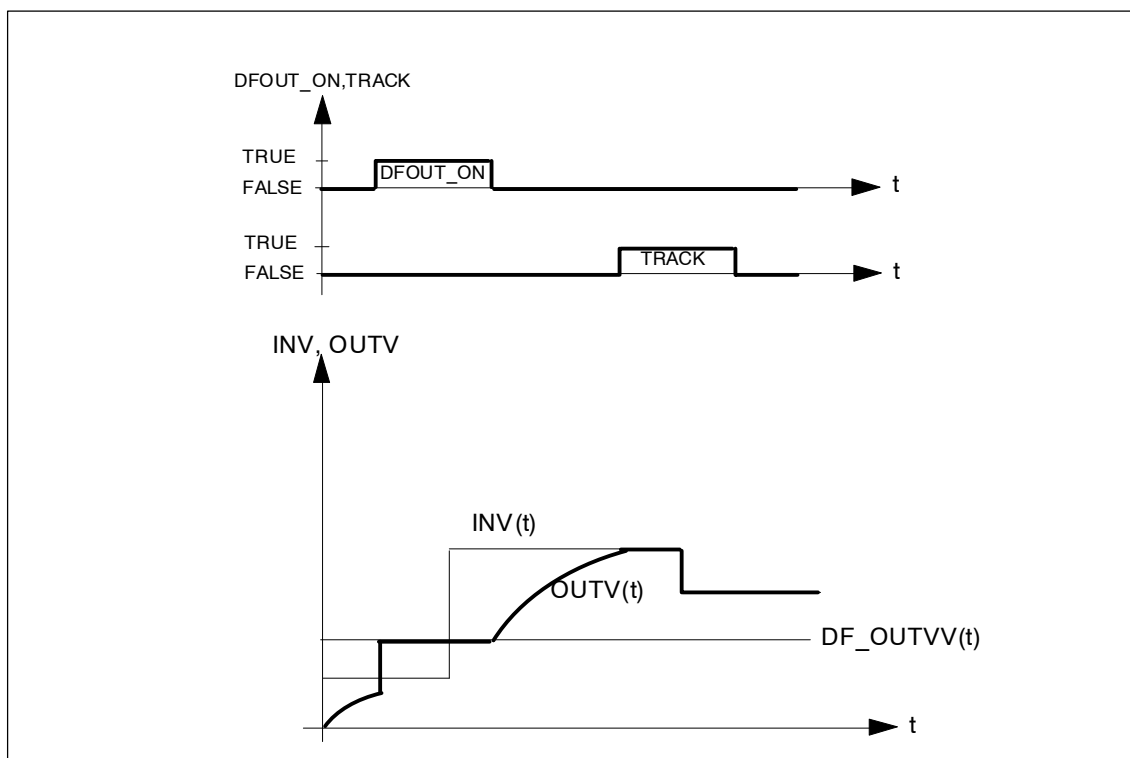 DFOUT_ON,TRACK
TRUE
DFOUT_ON
FALSE
t
TRUE
TRACK
FALSE
t
INV, OUTV
INV(t)
OUTV(t)
DF_OUTVV(t)
t